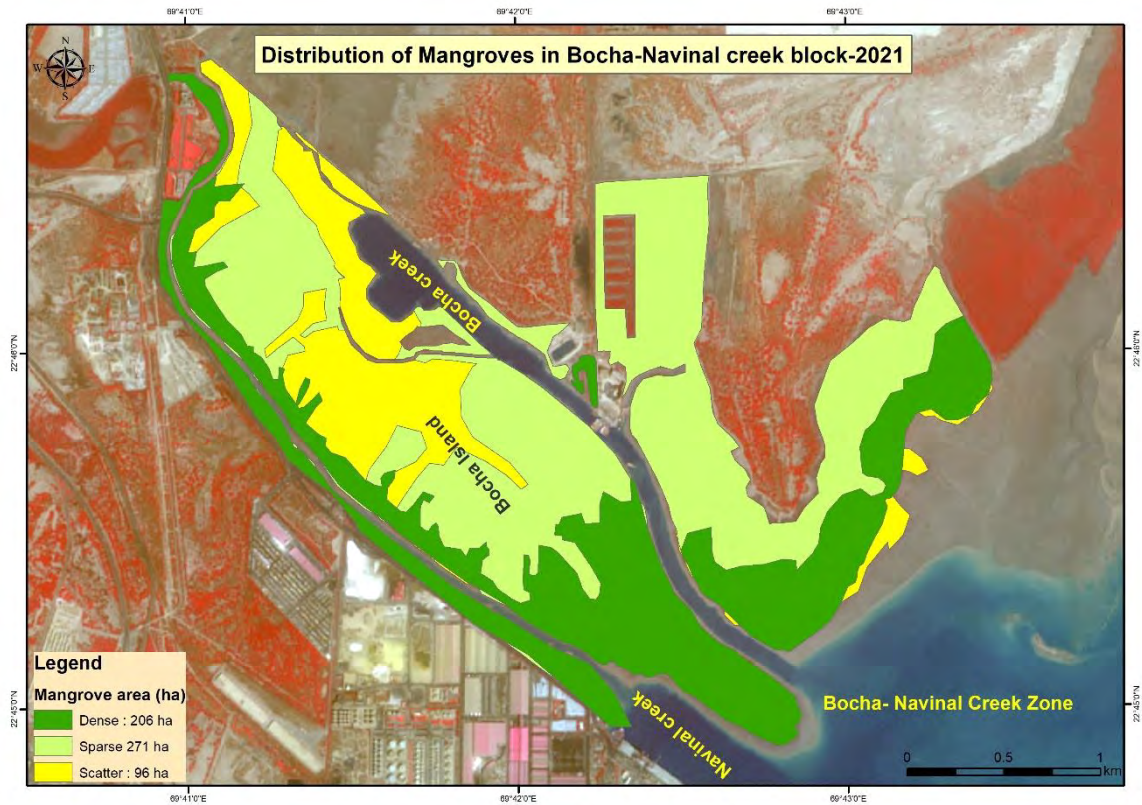 69°41'0"E
69°42'0"E
69°43'0"E
Distribution of Mangroves in Bocha-Navinal creek block-2021
N
W E
S
Bocha creek
22°46'0"N
22°46'0"N
Bocha Island
Legend
Mangrove area (ha)
Dense : 206 ha
Sparse 271 ha
Scatter : 96 ha
22°45'0"N
22°45'0"N
Navinal creek
Bocha- Navinal Creek Zone
0 0.5 1
km
69°41'0"E
69°42'0"E
69°43'0"E